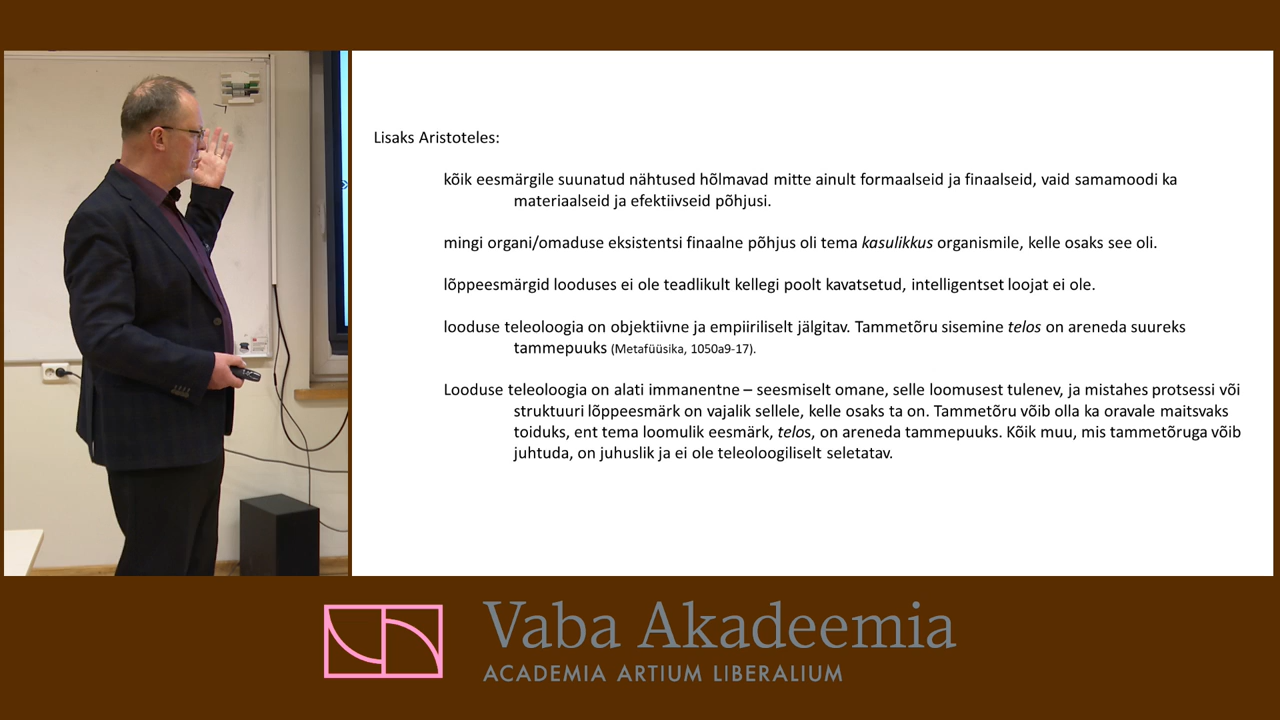 Lisaks Aristoteles:
kõik eesmärgile suunatud nähtused hõlmavad mitte ainult formaalseid ja finaalseid, vaid samamoodi ka
materiaalseid ja efektiivseid põhjusi.
mingi organi/omaduse eksistentsi finaalne põhjus oli tema kasulikkus organismile, kelle osaks see oli.
lõppeesmärgid looduses ei ole teadlikult kellegi poolt kavatsetud, intelligentset loojat ei ole.
looduse teleoloogia on objektiivne ja empiiriliselt jälgitav. Tammetõru sisemine telos on areneda suureks
tammepuuks (Metafüüsika, 1050a9-17).
Looduse teleoloogia on alati immanentne – seesmiselt omane, selle loomusest tulenev, ja mistahes protsessi või
struktuuri lõppeesmärk on vajalik sellele, kelle osaks ta on. Tammetõru võib olla ka oravale maitsvaks
toiduks, ent tema loomulik eesmärk, telos, on areneda tammepuuks. Kõik muu, mis tammetõruga võib
juhtuda, on juhuslik ja ei ole teleoloogiliselt seletatav.
Vaba Akadeemia
ACADEMIA ARTIUM LIBERALIUM